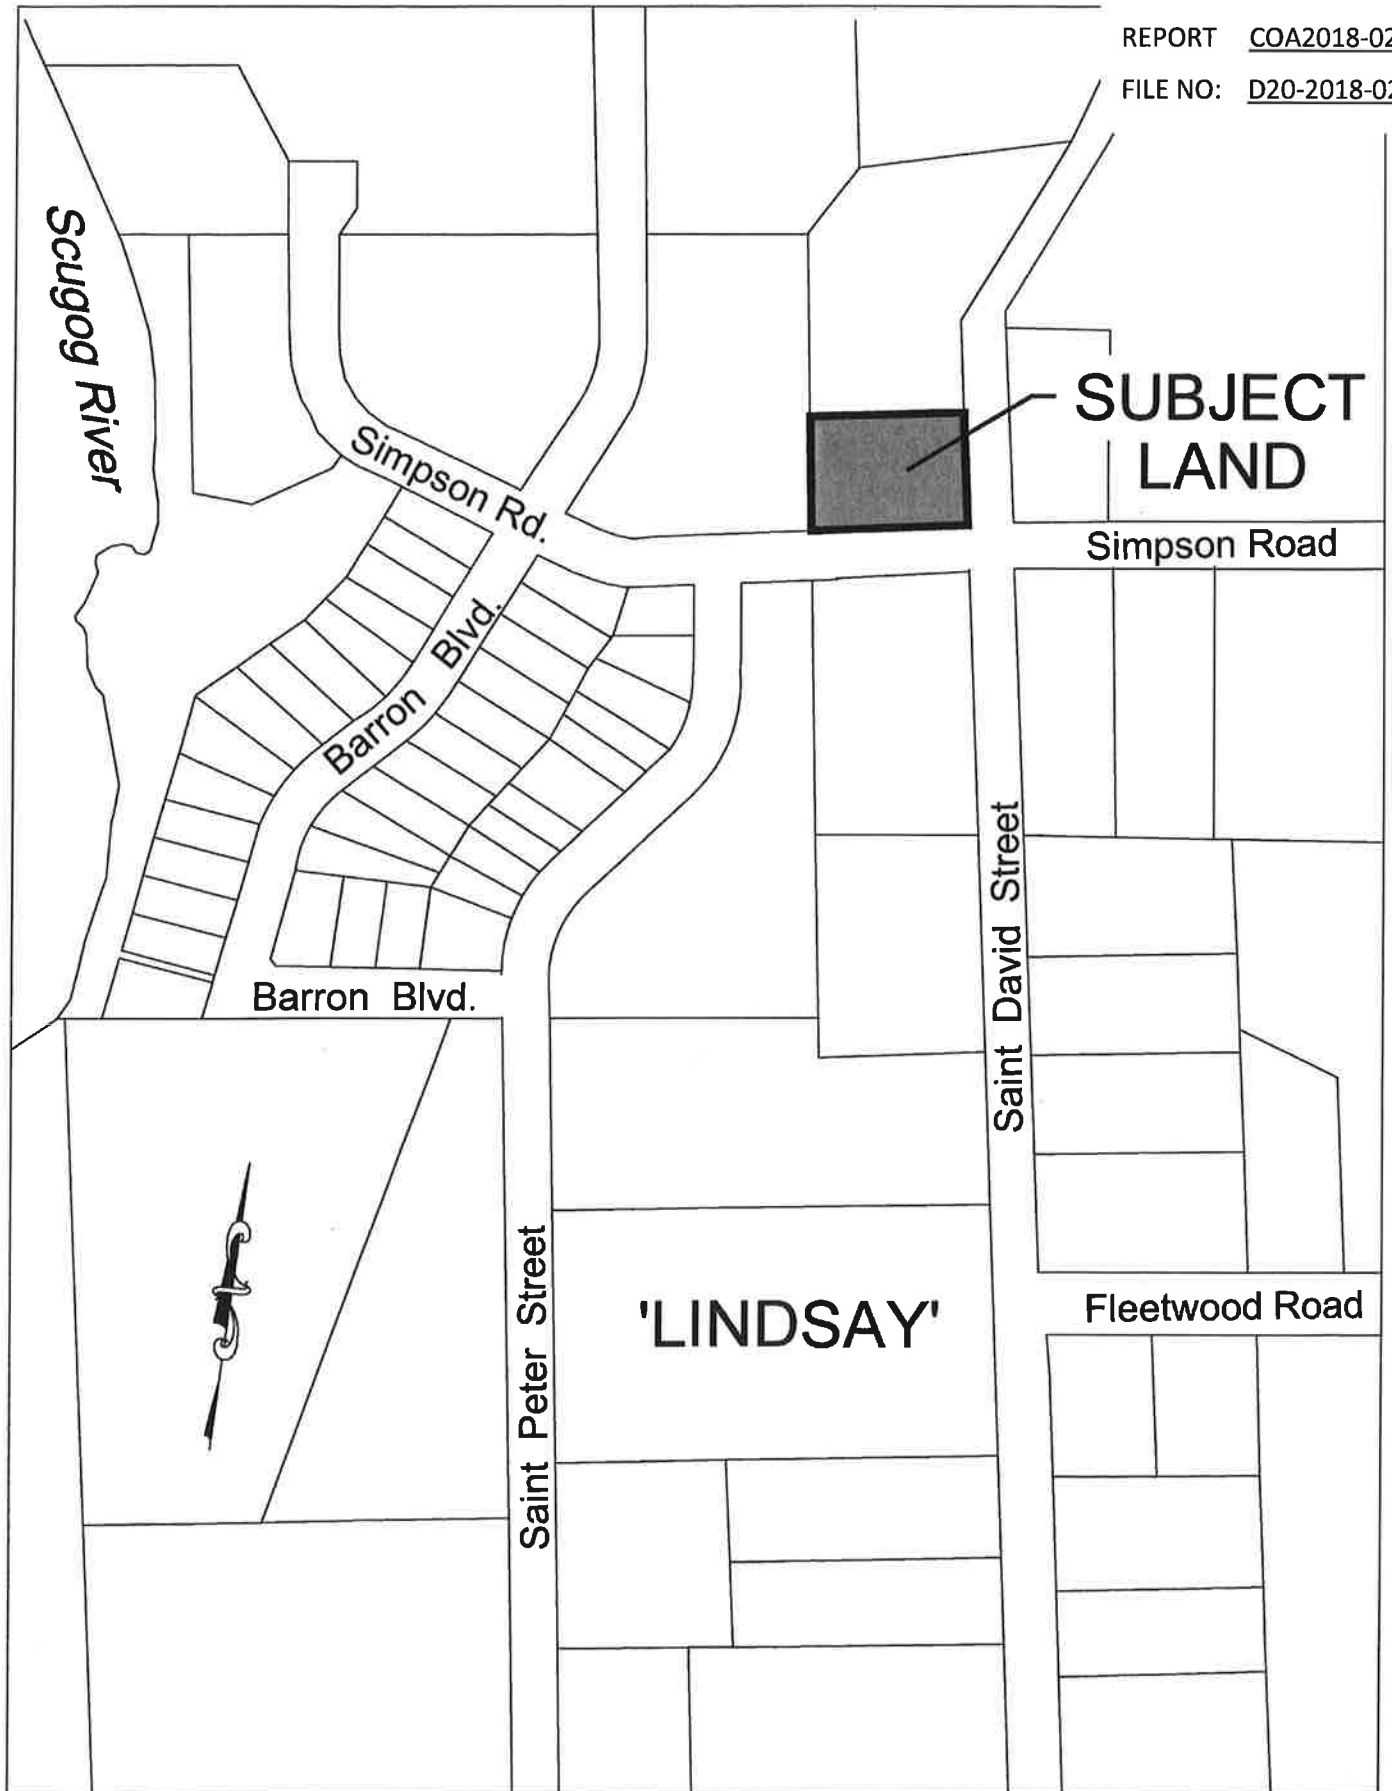 REPORT COA2018-02
FILE NO: D20-2018-02
Scugog River
SUBJECT
LAND
Simpson Rd.
Simpson Road
Barron Blvd.
Saint David Street
Barron Blvd.
Saint Peter Street
'LINDSAY'
Fleetwood Road